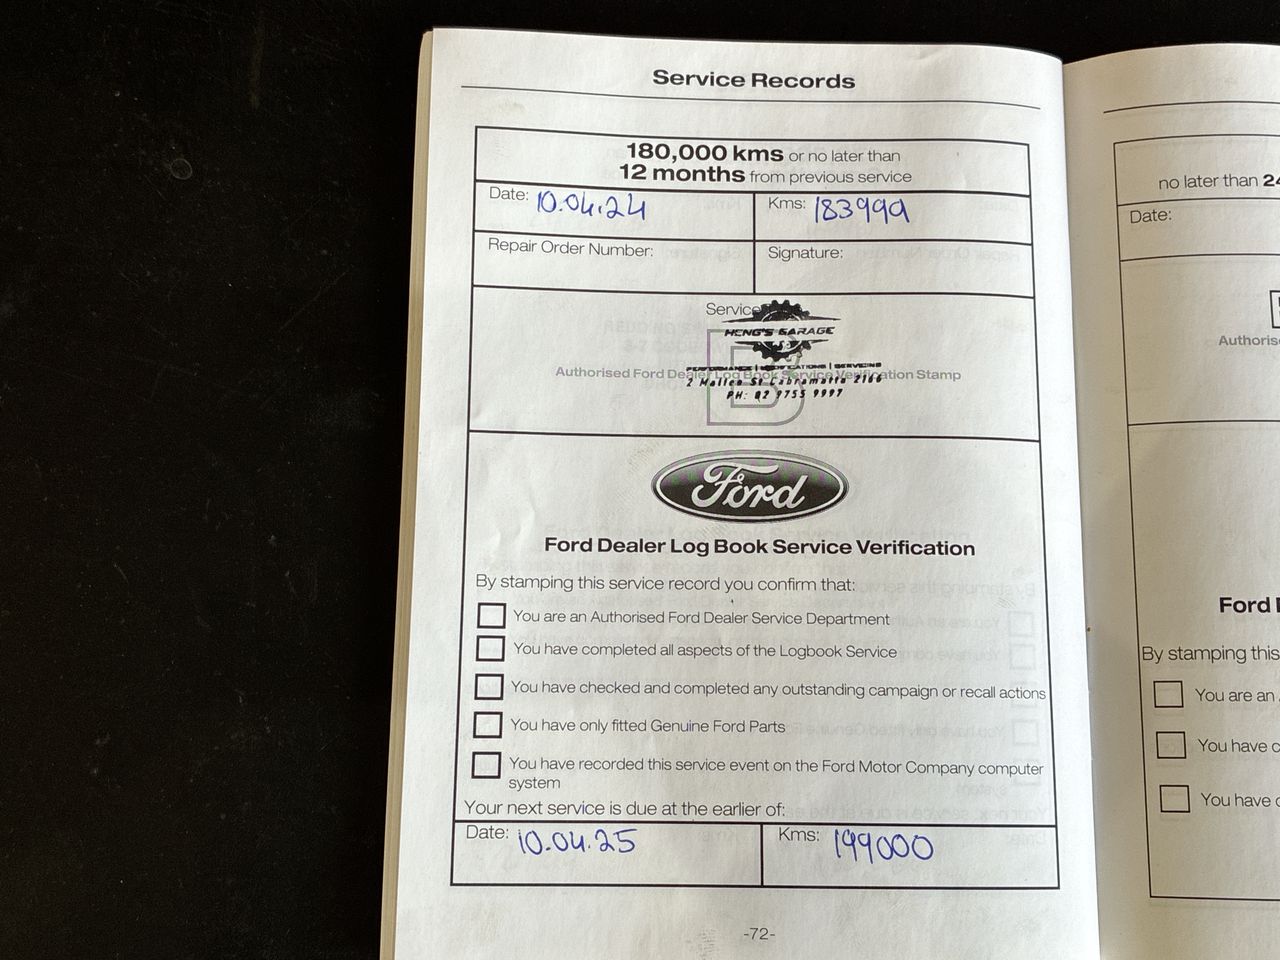 Service Records
180,000 kms or no later than
12 months from previous service
Date: 10.04.24
Kms: 183999
Repair Order Number:
Signature:
Service
HENG'S GARAGE
PERFORMANCE | MODIFICATIONS | SERVICING
Authorised Ford Dealer Log Book Service Verification Stamp
2 Mallee St Cabramatta 2166
PH: 02 9755 9997
Ford
Ford Dealer Log Book Service Verification
By stamping this service record you confirm that:
You are an Authorised Ford Dealer Service Department
You have completed all aspects of the Logbook Service
You have checked and completed any outstanding campaign or recall actions
You have only fitted Genuine Ford Parts
You have recorded this service event on the Ford Motor Company computer
system
Your next service is due at the earlier of:
Date: 10.04.25
Kms: 199000
-72-
no later than 24
Date:
Authoris
Ford
By stamping this
You are an
You have c
You have